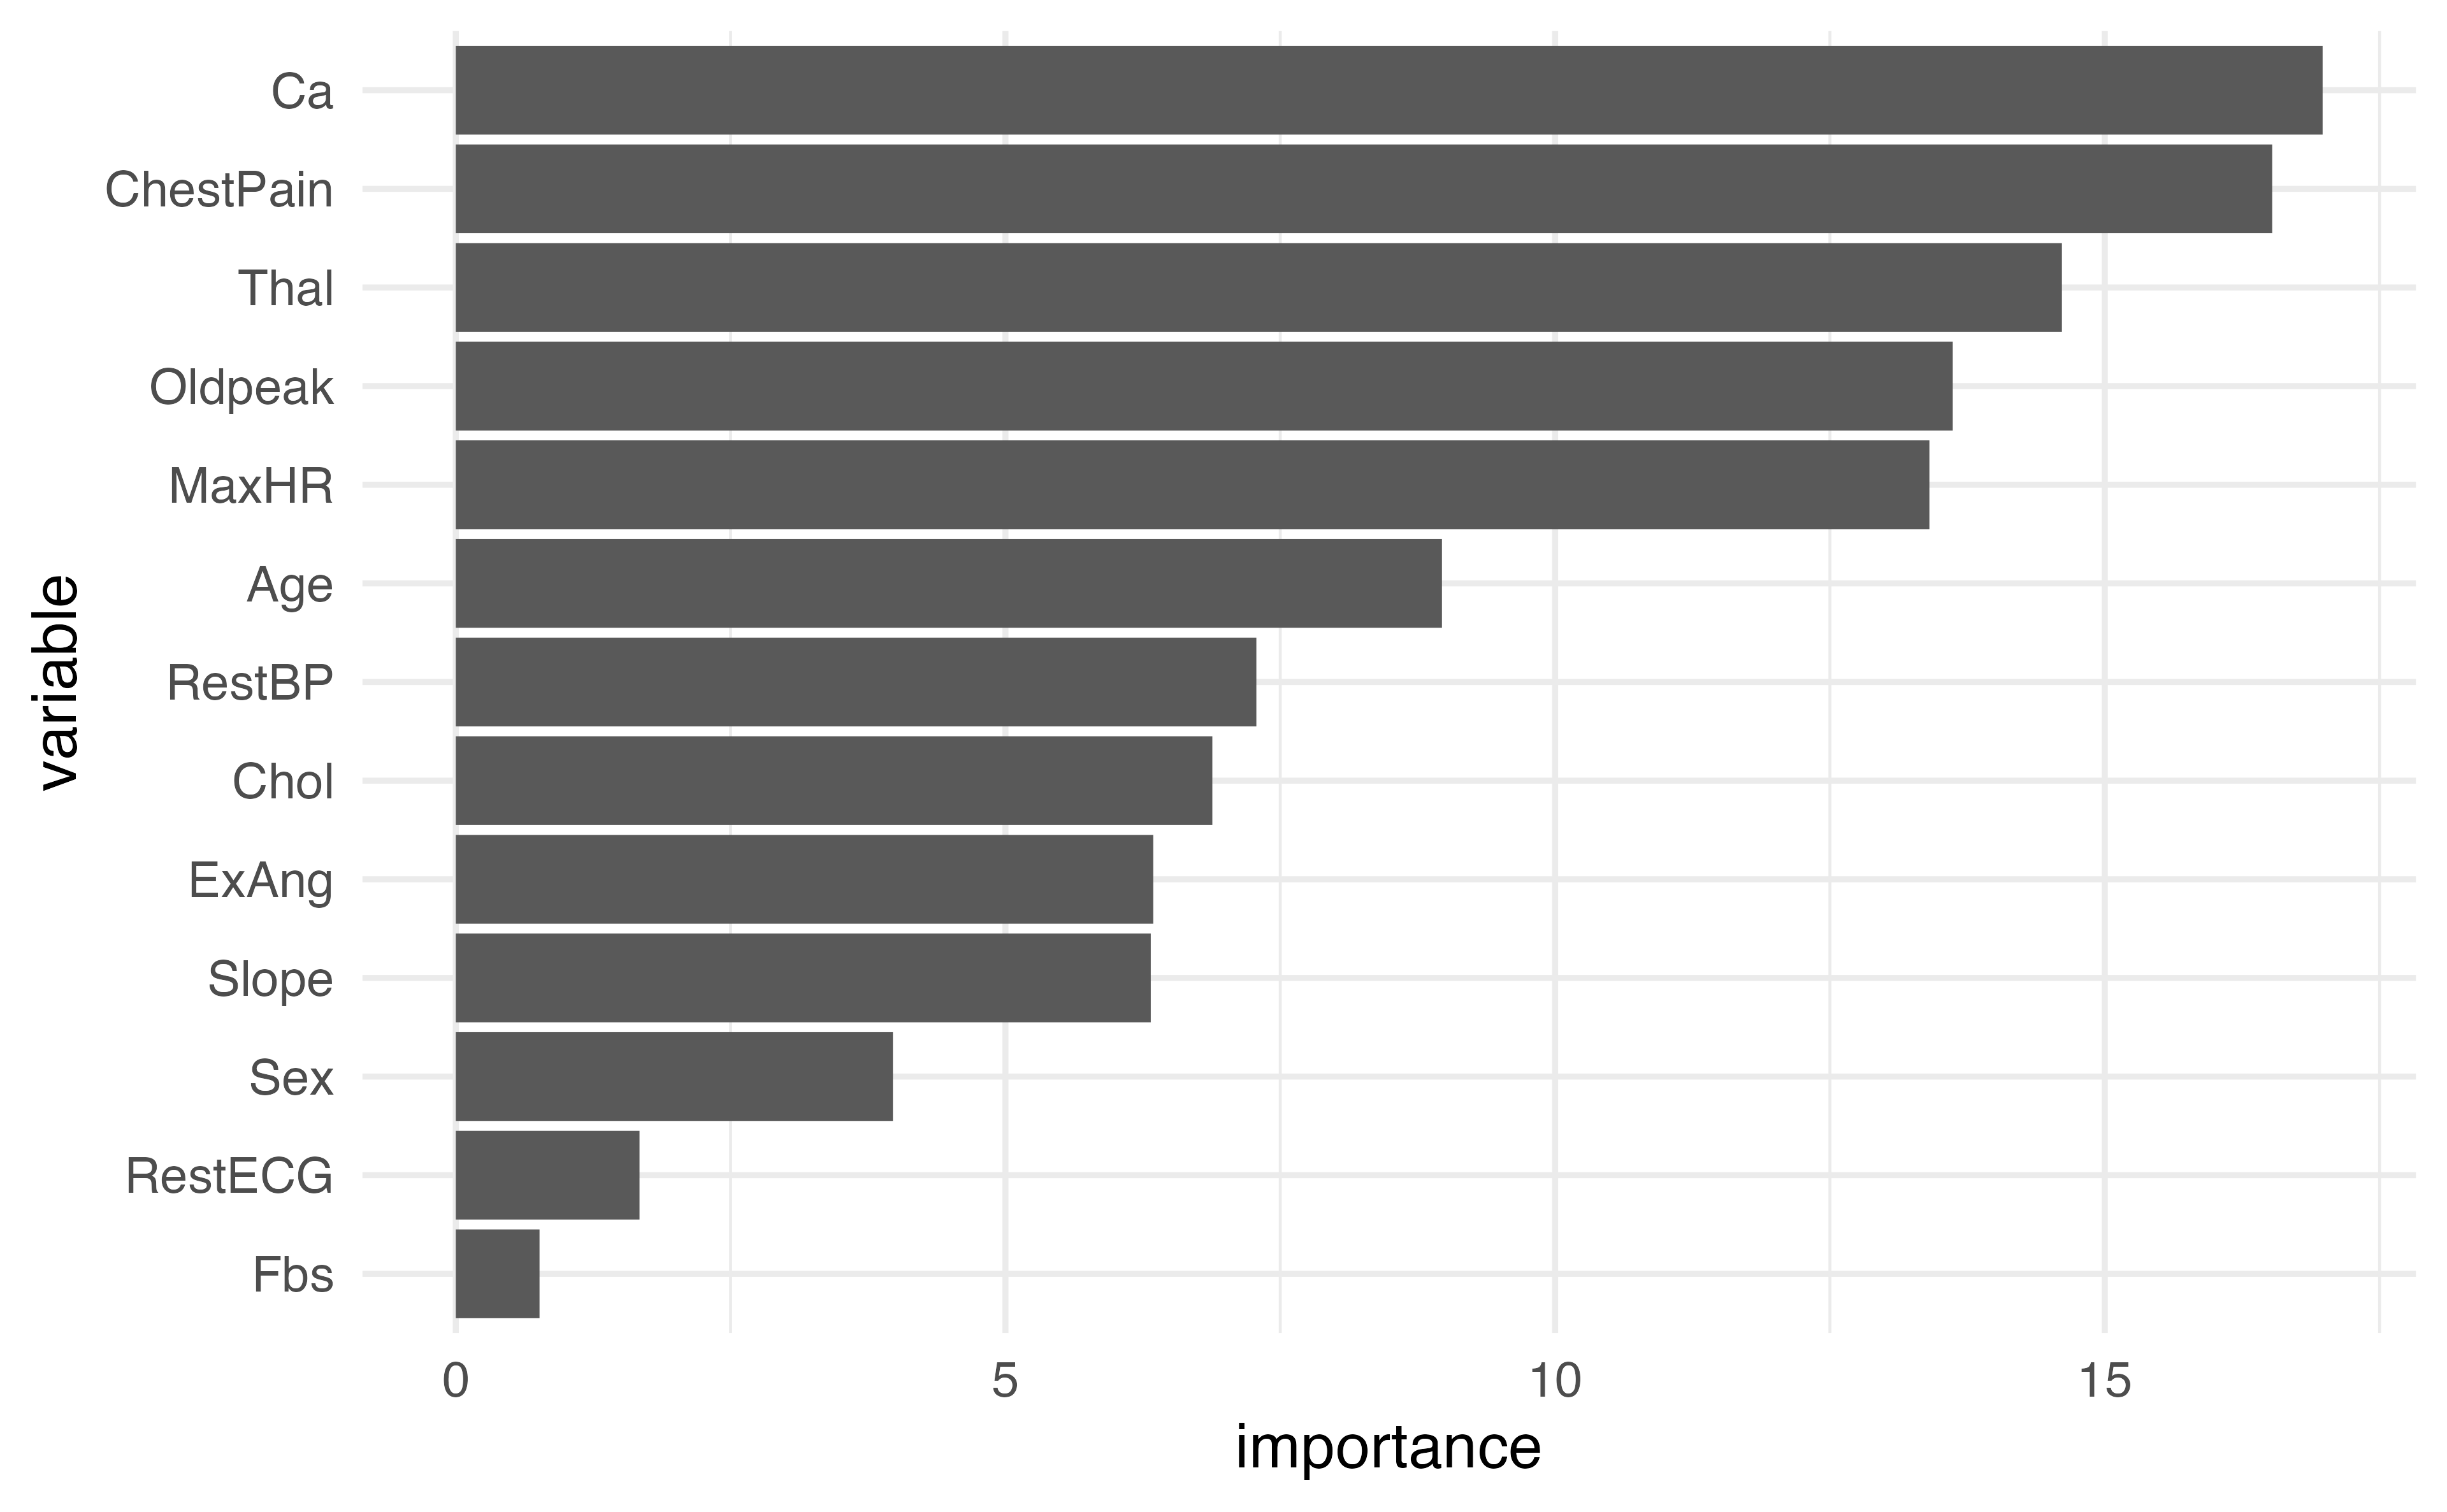 variable
Ca
ChestPain
Thal
Oldpeak
MaxHR
Age
RestBP
Chol
ExAng
Slope
Sex
RestECG
Fbs
0 5 10 15
importance